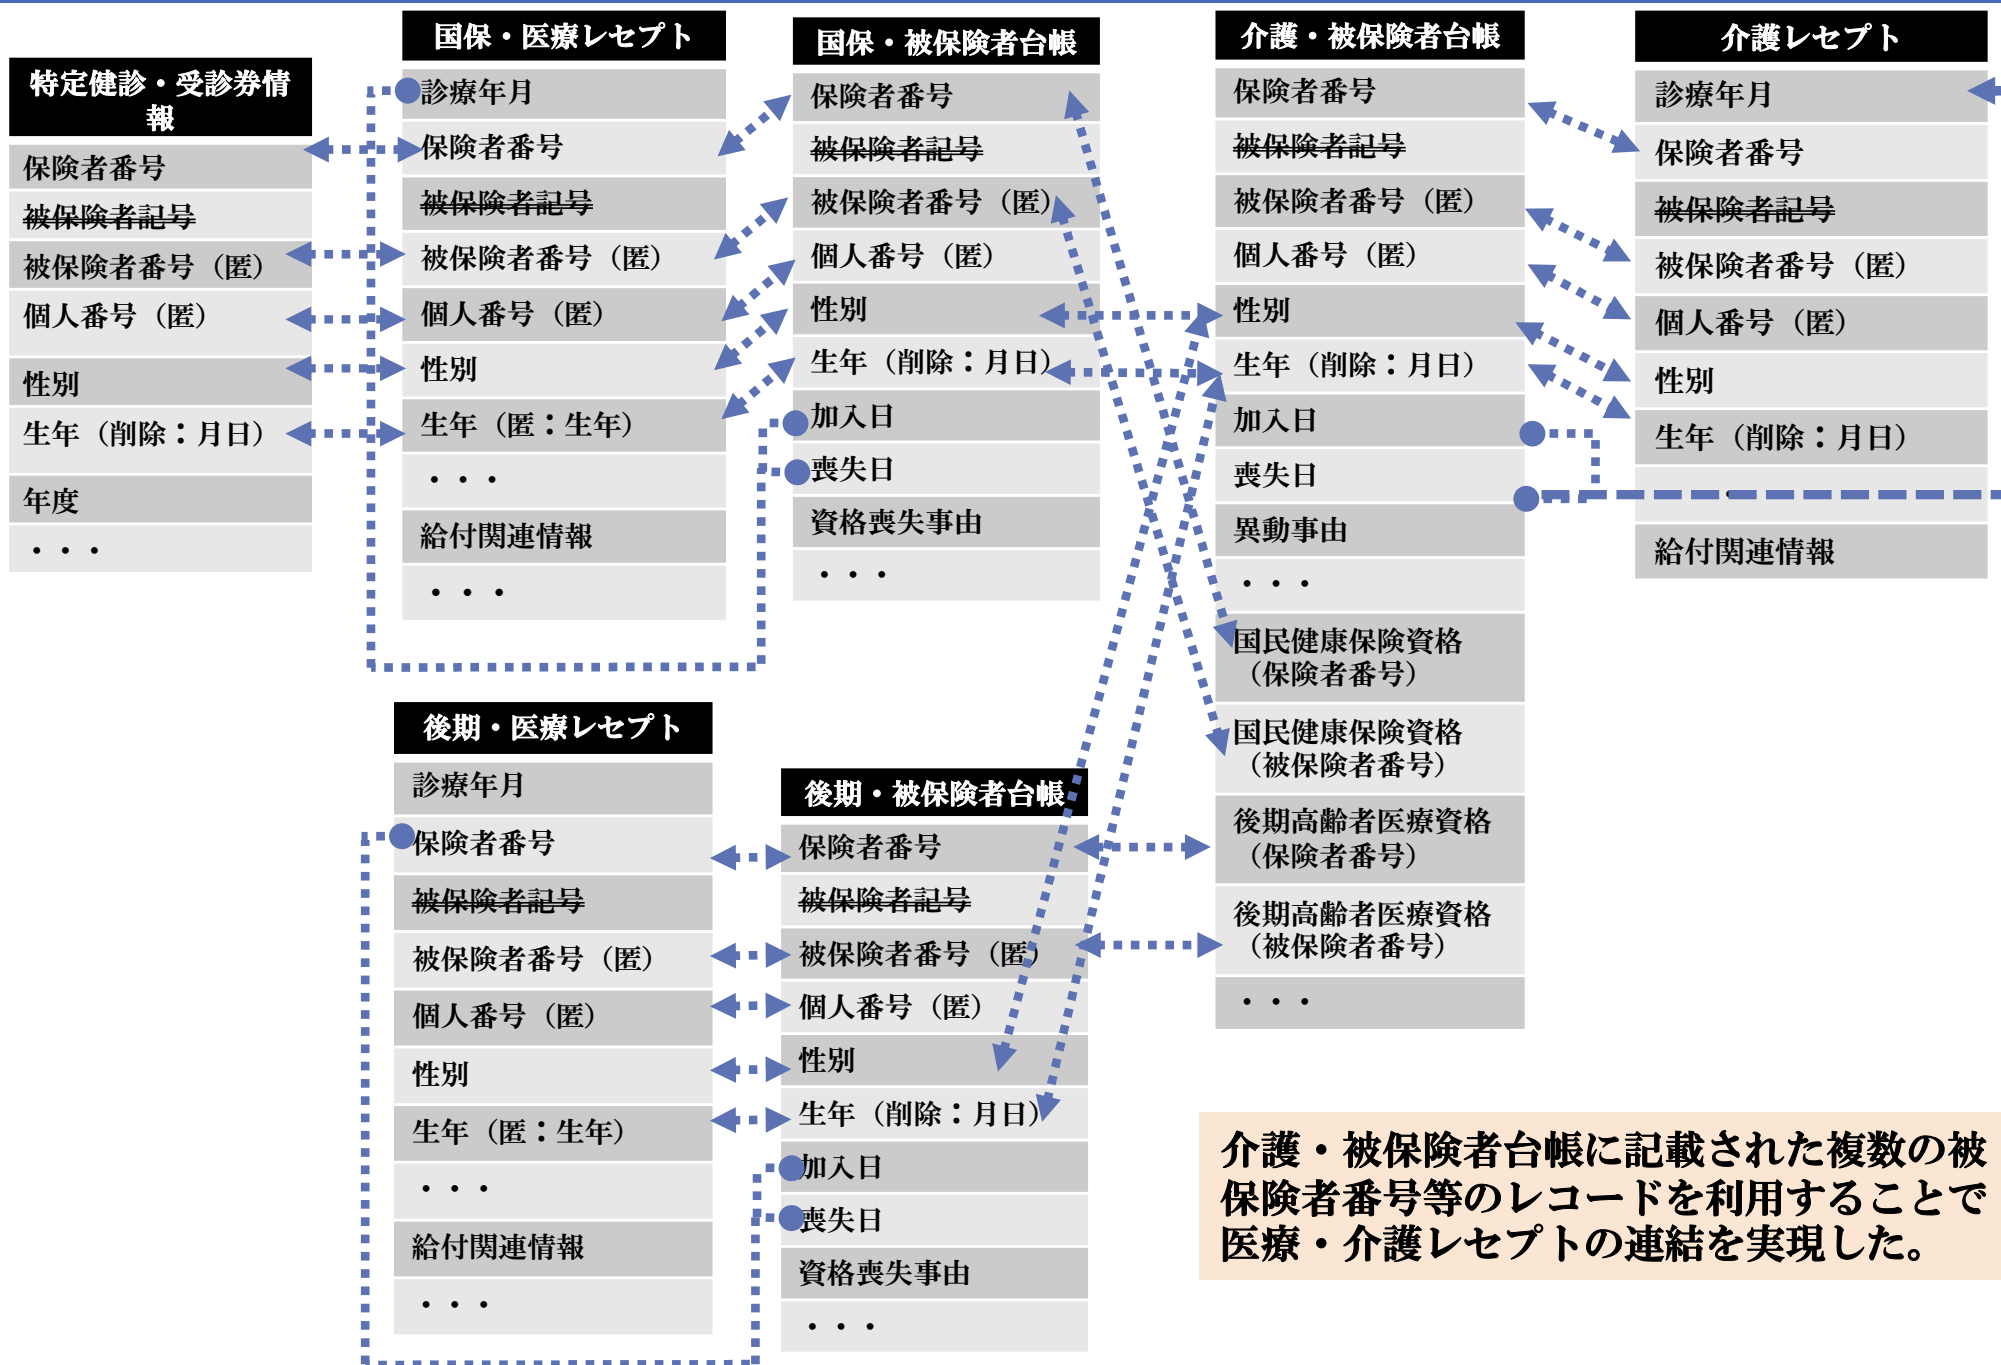 特定健診・受診券情
報
保険者番号
被保険者記号
被保険者番号（匿）
個人番号（匿）
性別
生年（削除：月日）
年度
・・・
国保・医療レセプト
診療年月
保険者番号
被保険者記号
被保険者番号（匿）
個人番号（匿）
性別
生年（匿：生年）
・・・
給付関連情報
・・・
国保・被保険者台帳
保険者番号
被保険者記号
被保険者番号（匿）
個人番号（匿）
性別
生年（削除：月日）
加入日
喪失日
資格喪失事由
・・・
介護・被保険者台帳
保険者番号
被保険者記号
被保険者番号（匿）
個人番号（匿）
性別
生年（削除：月日）
加入日
喪失日
異動事由
・・・
国民健康保険資格
（保険者番号）
国民健康保険資格
（被保険者番号）
後期高齢者医療資格
（保険者番号）
後期高齢者医療資格
（被保険者番号）
・・・
介護レセプト
診療年月
保険者番号
被保険者記号
被保険者番号（匿）
個人番号（匿）
性別
生年（削除：月日）
給付関連情報
後期・医療レセプト
診療年月
保険者番号
被保険者記号
被保険者番号（匿）
個人番号（匿）
性別
生年（匿：生年）
・・・
給付関連情報
・・・
後期・被保険者台帳
保険者番号
被保険者記号
被保険者番号（匿）
個人番号（匿）
性別
生年（削除：月日）
加入日
喪失日
資格喪失事由
・・・
介護・被保険者台帳に記載された複数の被
保険者番号等のレコードを利用することで
医療・介護レセプトの連結を実現した。